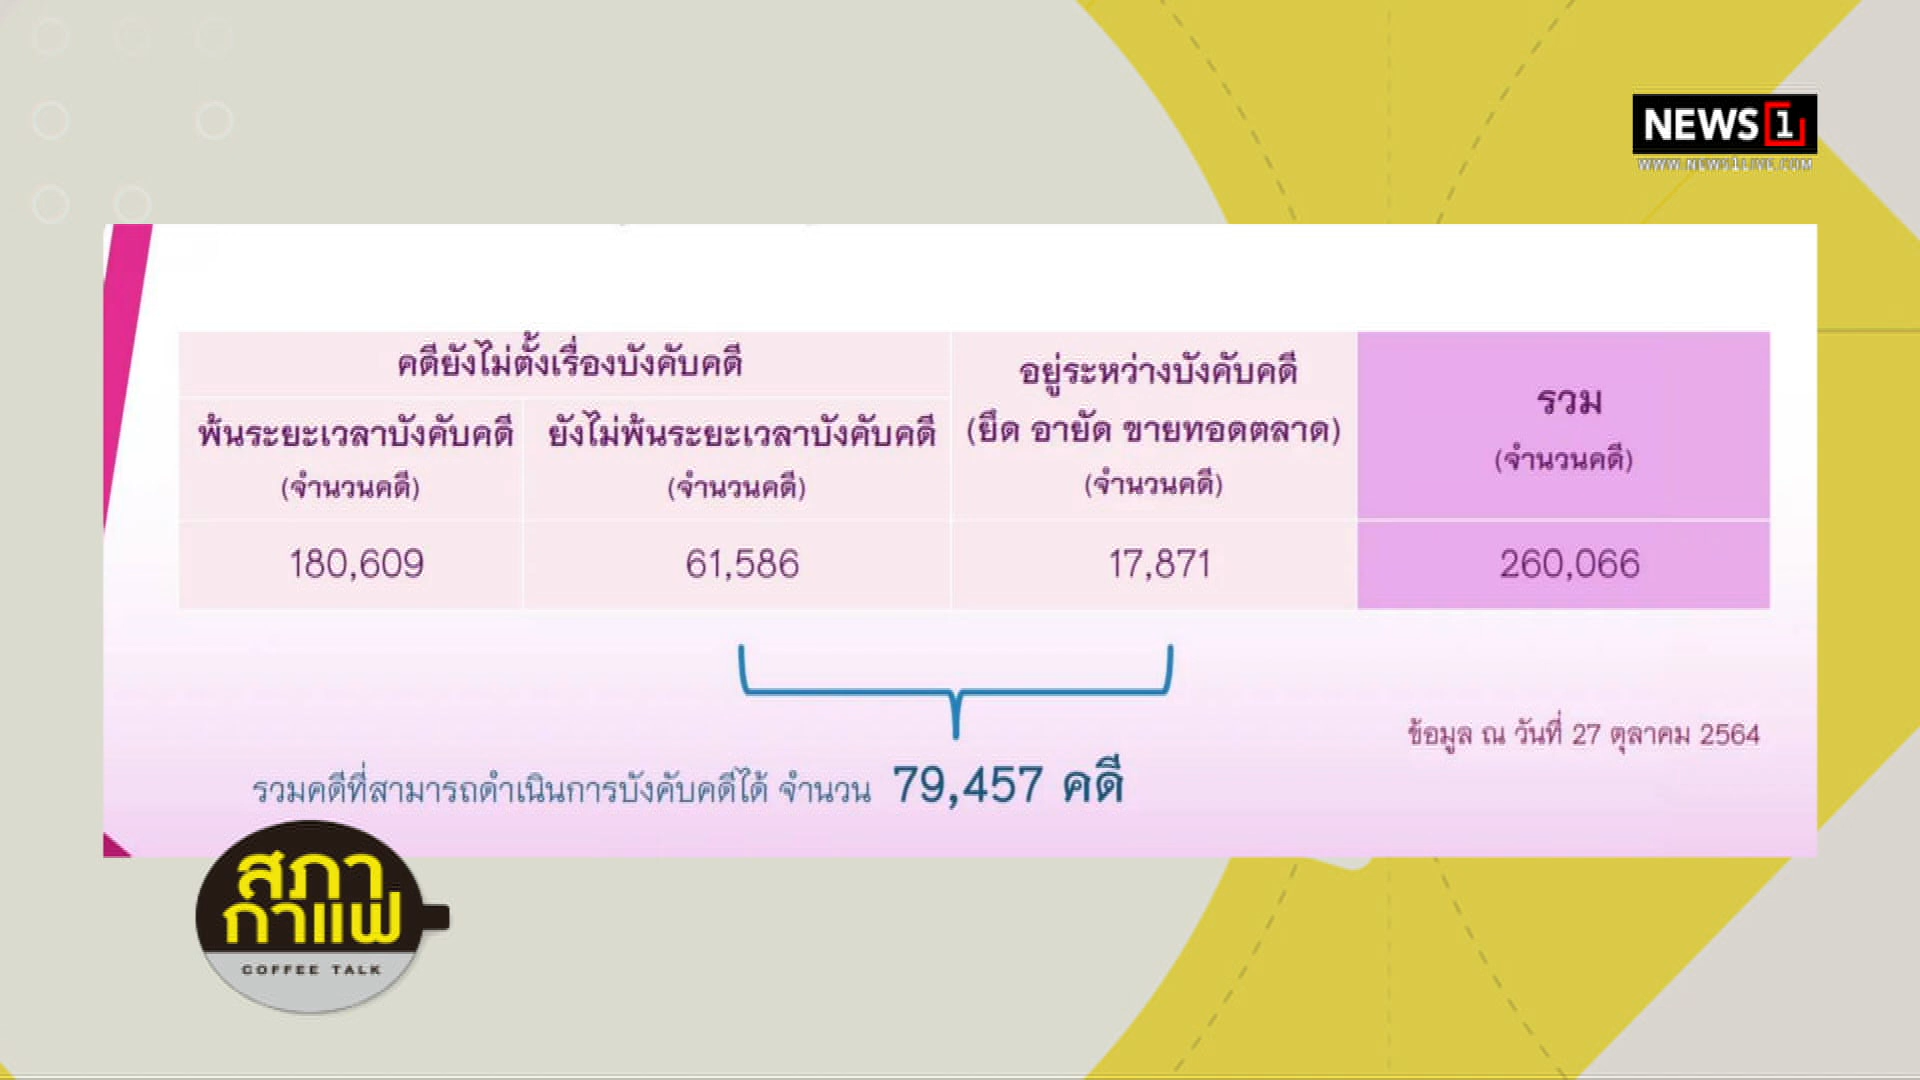 NEWS 1
WWW.NEWS1LIVE.COM
คดียังไม่ตั้งเรื่องบังคับคดี
พ้นระยะเวลาบังคับคดี
(จำนวนคดี)
ยังไม่พ้นระยะเวลาบังคับคดี
(จำนวนคดี)
อยู่ระหว่างบังคับคดี
(ยึด อายัด ขายทอดตลาด)
(จำนวนคดี)
รวม
(จำนวนคดี)
180,609
61,586
17,871
260,066
ข้อมูล ณ วันที่ 27 ตุลาคม 2564
รวมคดีที่สามารถดำเนินการบังคับคดีได้ จำนวน 79,457 คดี
สภา
กาแฟ
COFFEE TALK